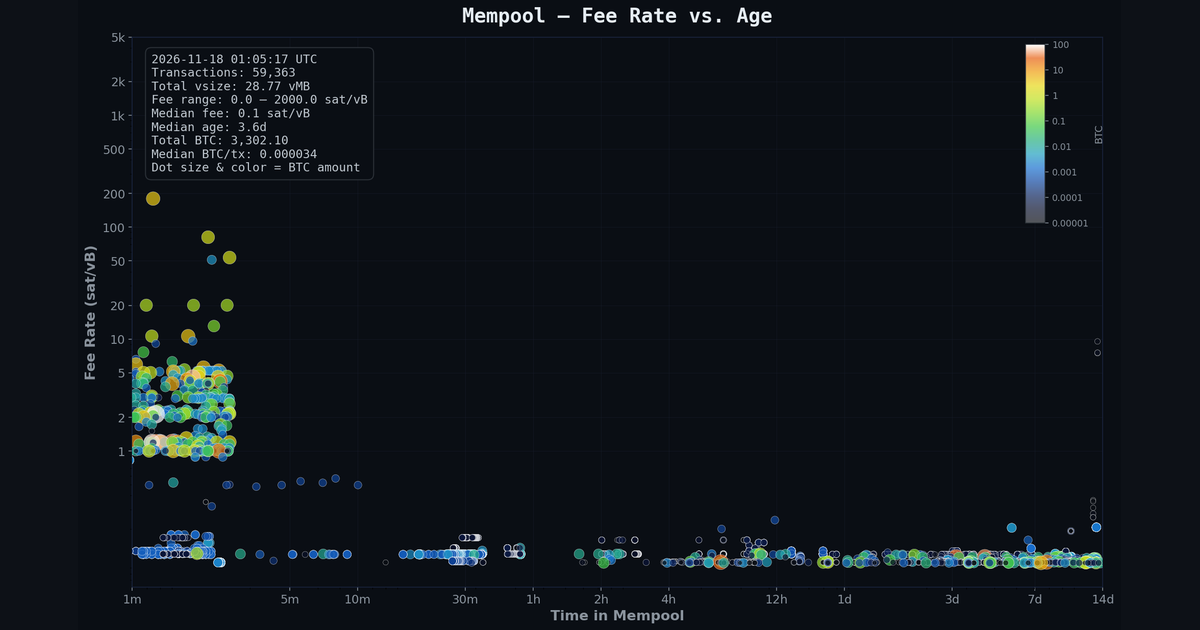 Mempool — Fee Rate vs. Age
5k
2k
1k
500
200
100
50
20
10
5
2
1
Fee Rate (sat/vB)
2026-11-18 01:05:17 UTC
Transactions: 59,363
Total vsize: 28.77 vMB
Fee range: 0.0 — 2000.0 sat/vB
Median fee: 0.1 sat/vB
Median age: 3.6d
Total BTC: 3,302.10
Median BTC/tx: 0.000034
Dot size & color = BTC amount
100
10
1
0.1
0.01
0.001
0.0001
0.00001
BTC
1m
5m
10m
30m
1h
2h
4h
12h
1d
3d
7d
14d
Time in Mempool